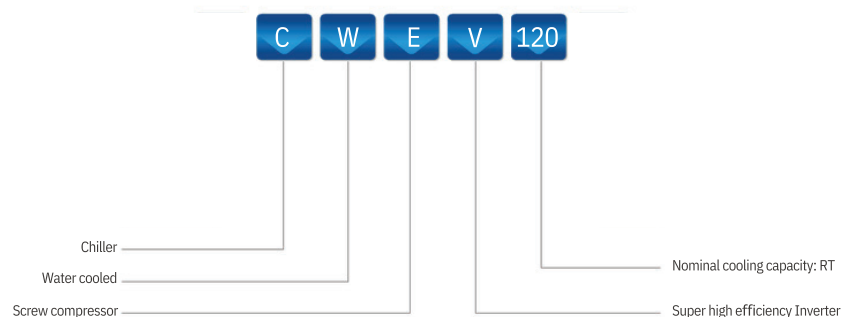 C W E V 120
Chiller
Water cooled
Nominal cooling capacity: RT
Screw compressor
Super high efficiency Inverter